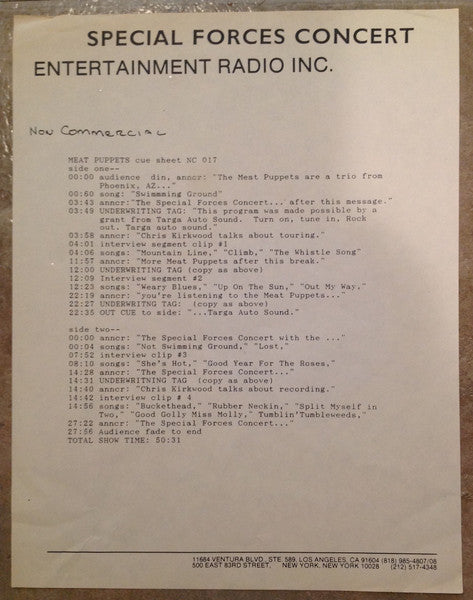 SPECIAL FORCES CONCERT
ENTERTAINMENT RADIO INC.
NON COMMERCIAL
MEAT PUPPETS cue sheet NC 017
side one--
00:00 audience din, anncr: "The Meat Puppets are a trio from
Phoenix, AZ..."
00:60 song: "Swimmming Ground"
03:43 anncr:"The Special Forces Concert... after this message."
03:49 UNDERWRITING TAG: "This program was made possible by a
grant from Targa Auto Sound. Turn on, tune in, Rock
out. Targa auto sound."
03:58 anncr: "Chris Kirkwood talks about touring."
04:01 interview segment clip #1
04:06 songs: "Mountain Line," "Climb," "The Whistle Song"
11:57 anncr: "More Meat Puppets after this break."
12:00 UNDERWRITING TAG (copy as above)
12:09 Interview segment #2
12:23 songs: "Weary Blues," "Up On The Sun," "Out My Way."
22:19 anncr: "you're listening to the Meat Puppets..."
22:27 UNDERWRITING TNG: (copy as above)
22:35 OUT CUE to side: "...Targa Auto Sound."
side two--
00:00 anncr: "The Special Forces Concert with the ..."
00:04 songs: "Not Swimming Ground," "Lost,"
07:52 interview clip #3
08:10 songs: "She's Hot," "Good Year For The Roses,"
14:28 anncr: "The Special Forces Concert..."
14:31 UNDERWITNING TAG (copy as above)
14:40 anncr: "Chris Kirkwood talks about recording."
14:42 interview clip # 4
14:56 songs: "Buckethead," "Rubber Neckin," "Split Myself in
Two," "Good Golly Miss Molly," Tumblin'Tumbleweeds,"
27:22 anncr: "The Special Forces Concert..."
27:56 Audience fade to end
TOTAL SHOW TIME: 50:31
11684 VENTURA BLVD., STE. 589, LOS ANGELES, CA 91604 (818) 985-4807/08
500 EAST 83RD STREET, NEW YORK, NEW YORK 10028 (212) 517-4348